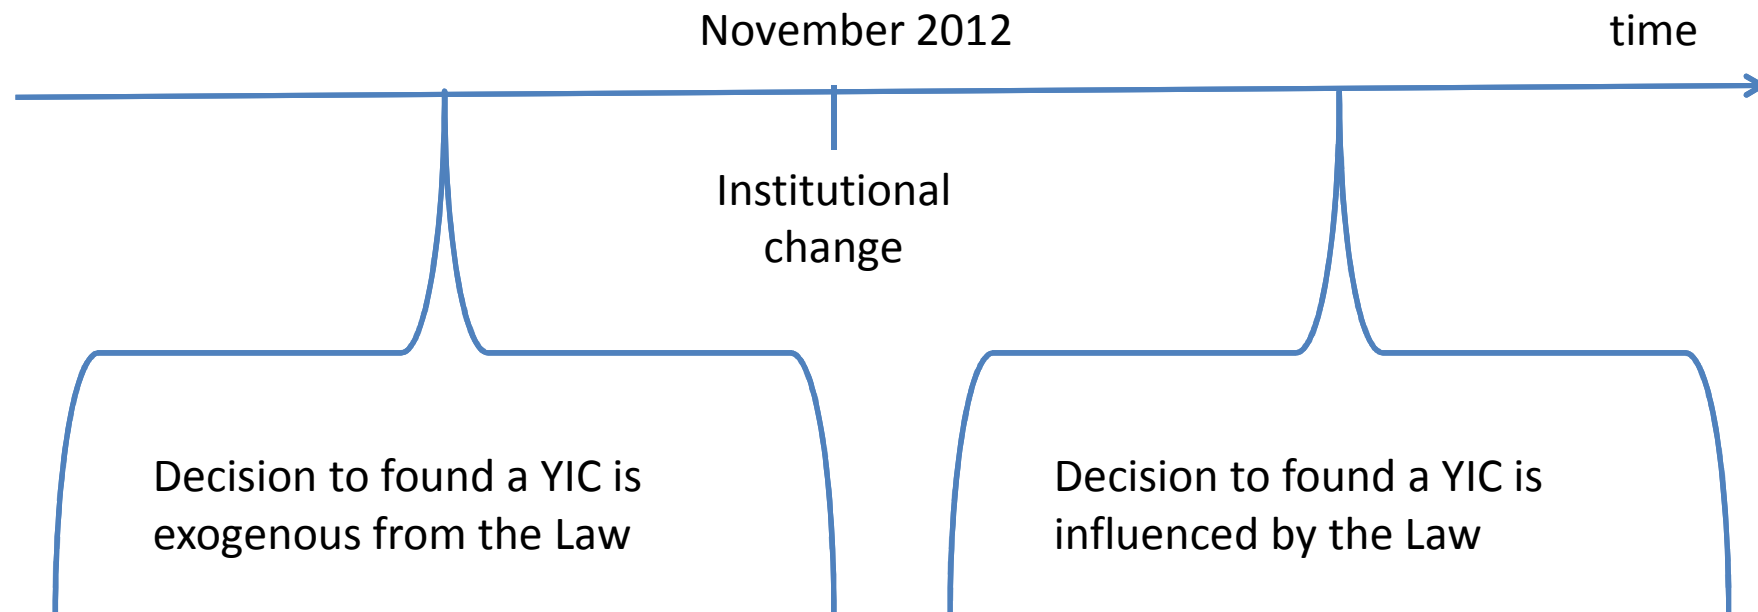 November 2012
time
Institutional
change
Decision to found a YIC is
exogenous from the Law
Decision to found a YIC is
influenced by the Law